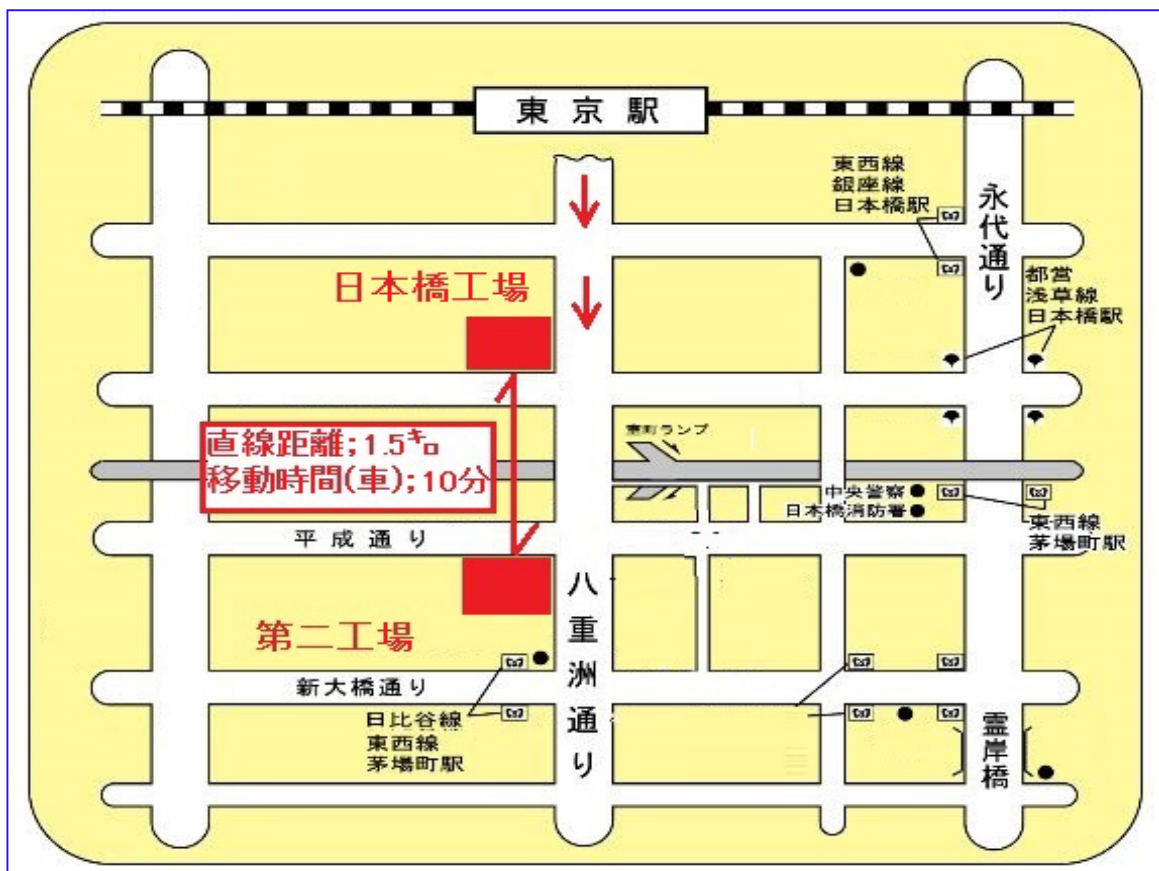 東京駅
東西線
銀座線
日本橋駅
永代通り
都営
浅草線
日本橋駅
日本橋工場
直線距離;1.5㌔
移動時間(車);10分
室町ランプ
中央警察
日本橋消防署
東西線
茅場町駅
平成通り
八重洲通り
第二工場
新大橋通り
日比谷線
東西線
茅場町駅
霊岸橋